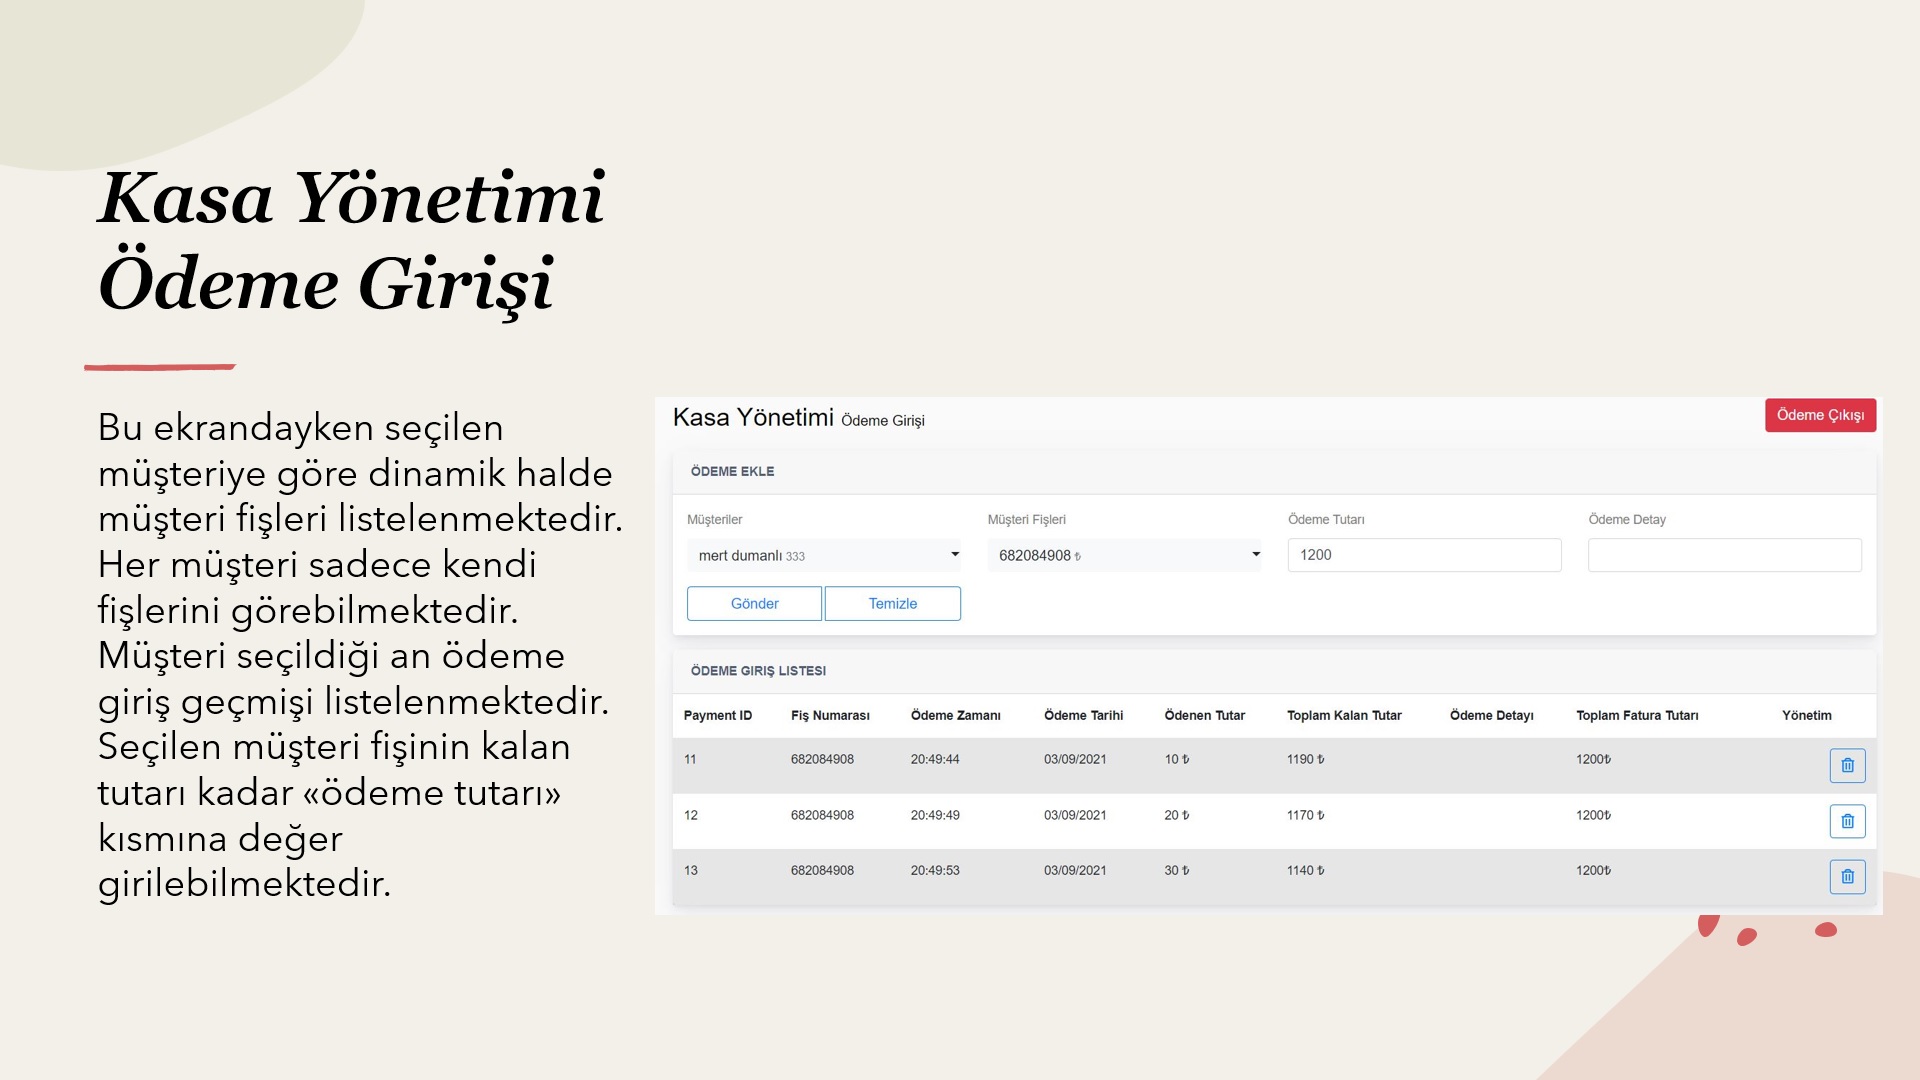 Kasa Yönetimi
Ödeme Girişi
Bu ekrandayken seçilen
müşteriye göre dinamik halde
müşteri fişleri listelenmektedir.
Her müşteri sadece kendi
fişlerini görebilmektedir.
Müşteri seçildiği an ödeme
giriş geçmişi listelenmektedir.
Seçilen müşteri fişinin kalan
tutarı kadar «ödeme tutarı»
kısmına değer
girilebilmektedir.
Kasa Yönetimi Ödeme Girişi
Ödeme Çıkışı
ÖDEME EKLE
Müşteriler Müşteri Fişleri Ödeme Tutarı Ödeme Detay
mert dumanlı 333 682084908 ₺ 1200
Gönder Temizle
ÖDEME GIRIŞ LISTESI
Payment ID Fiş Numarası Ödeme Zamanı Ödeme Tarihi Ödenen Tutar Toplam Kalan Tutar Ödeme Detayı Toplam Fatura Tutarı Yönetim
11 682084908 20:49:44 03/09/2021 10 ₺ 1190 ₺ 1200₺
12 682084908 20:49:49 03/09/2021 20 ₺ 1170 ₺ 1200₺
13 682084908 20:49:53 03/09/2021 30 ₺ 1140 ₺ 1200₺